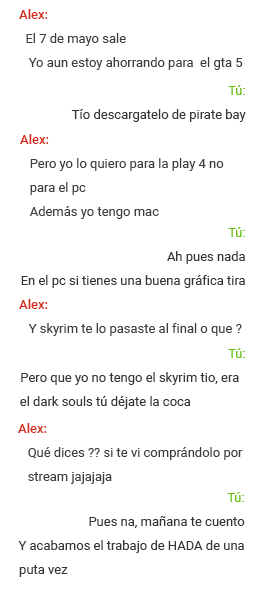 Alex:
El 7 de mayo sale
Yo aun estoy ahorrando para el gta 5
Tú:
Tío descargatelo de pirate bay
Alex:
Pero yo lo quiero para la play 4 no
para el pc
Además yo tengo mac
Tú:
Ah pues nada
En el pc si tienes una buena gráfica tira
Alex:
Y skyrim te lo pasaste al final o que ?
Tú:
Pero que yo no tengo el skyrim tio, era
el dark souls tú déjate la coca
Alex:
Qué dices ?? si te vi comprándolo por
stream jajajaja
Tú:
Pues na, mañana te cuento
Y acabamos el trabajo de HADA de una
puta vez